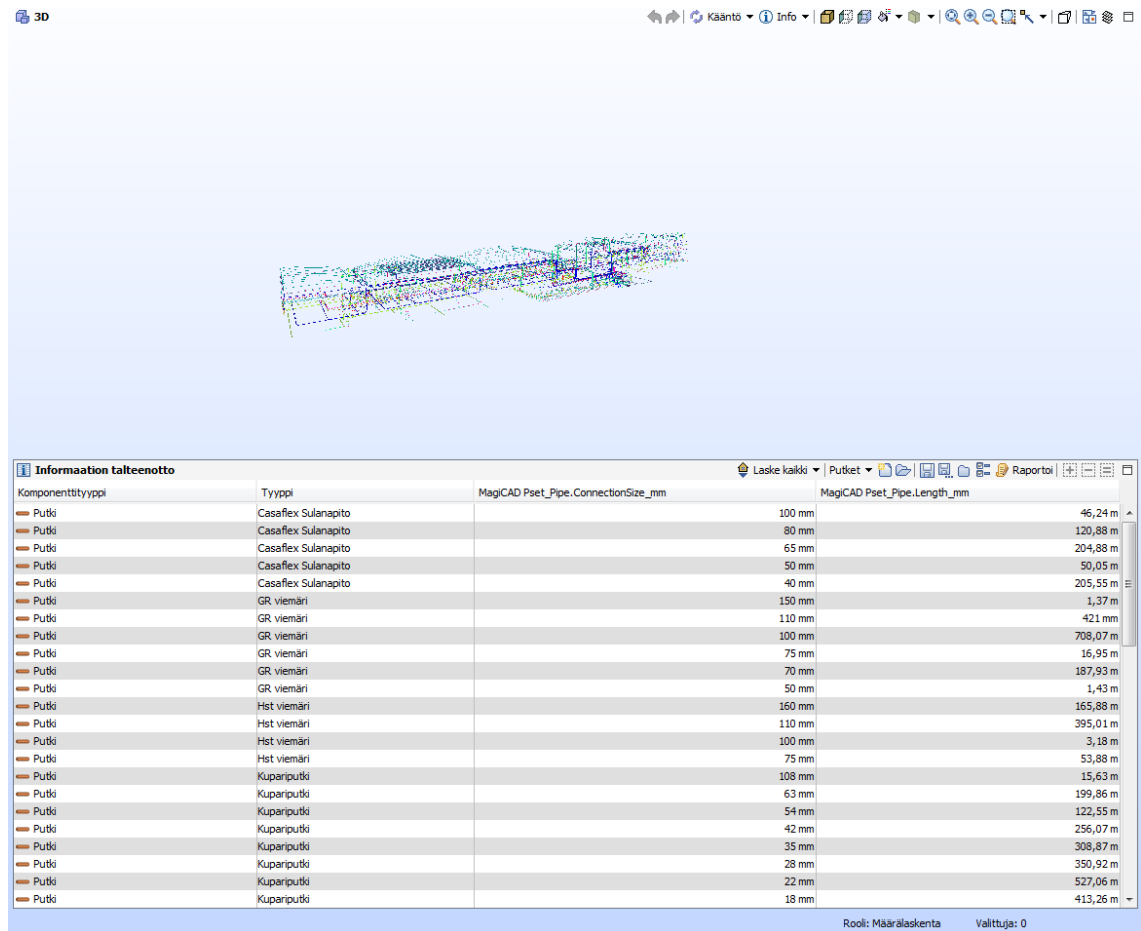 3D Kääntö Info
Informaation talteenotto Laske kaikki Putket Raportoi
Komponenttityyppi Tyyppi MagiCAD Pset_Pipe.ConnectionSize_mm MagiCAD Pset_Pipe.Length_mm
Putki Casaflex Sulanapito 100 mm 46,24 m
Putki Casaflex Sulanapito 80 mm 120,88 m
Putki Casaflex Sulanapito 65 mm 204,88 m
Putki Casaflex Sulanapito 50 mm 50,05 m
Putki Casaflex Sulanapito 40 mm 205,55 m
Putki GR viemäri 150 mm 1,37 m
Putki GR viemäri 110 mm 421 mm
Putki GR viemäri 100 mm 708,07 m
Putki GR viemäri 75 mm 16,95 m
Putki GR viemäri 70 mm 187,93 m
Putki GR viemäri 50 mm 1,43 m
Putki Hst viemäri 160 mm 165,88 m
Putki Hst viemäri 110 mm 395,01 m
Putki Hst viemäri 100 mm 3,18 m
Putki Hst viemäri 75 mm 53,88 m
Putki Kupariputki 108 mm 15,63 m
Putki Kupariputki 63 mm 199,86 m
Putki Kupariputki 54 mm 122,55 m
Putki Kupariputki 42 mm 256,07 m
Putki Kupariputki 35 mm 308,87 m
Putki Kupariputki 28 mm 350,92 m
Putki Kupariputki 22 mm 527,06 m
Putki Kupariputki 18 mm 413,26 m
Rooli: Määrälaskenta Valittuja: 0